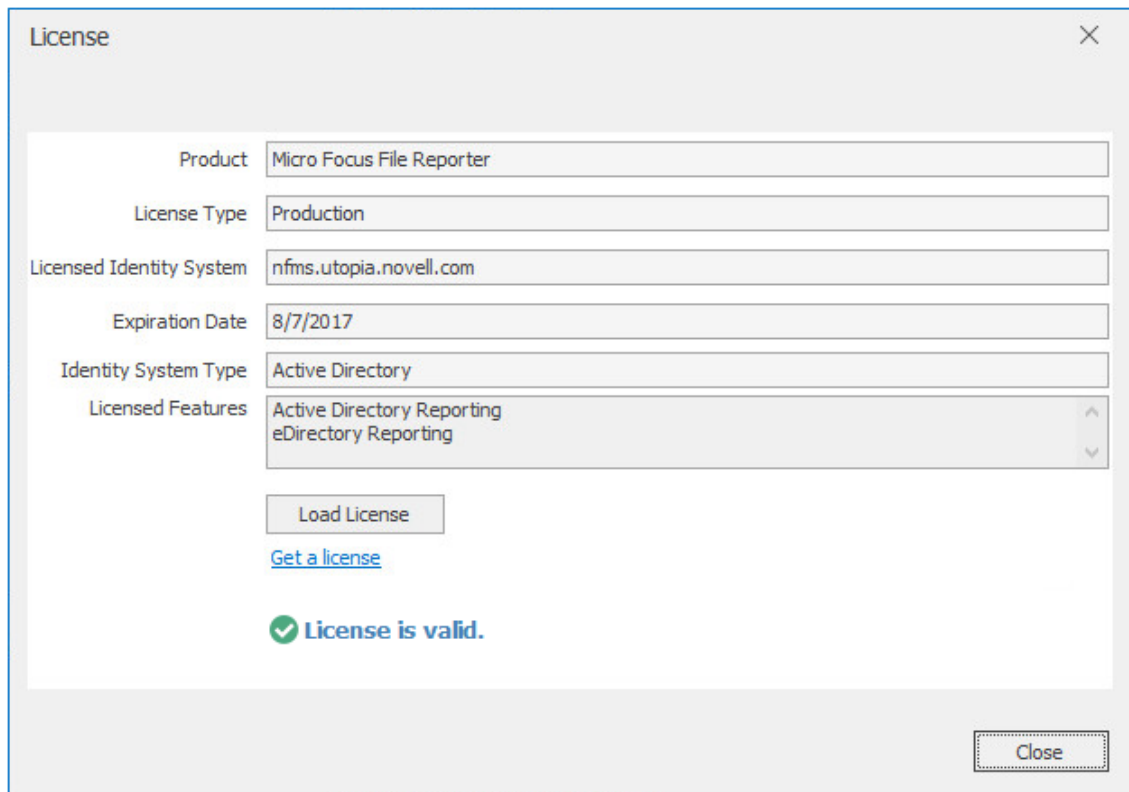 License
Product Micro Focus File Reporter
License Type Production
Licensed Identity System nfms.utopia.novell.com
Expiration Date 8/7/2017
Identity System Type Active Directory
Licensed Features Active Directory Reporting
eDirectory Reporting
Load License
Get a license
License is valid.
Close